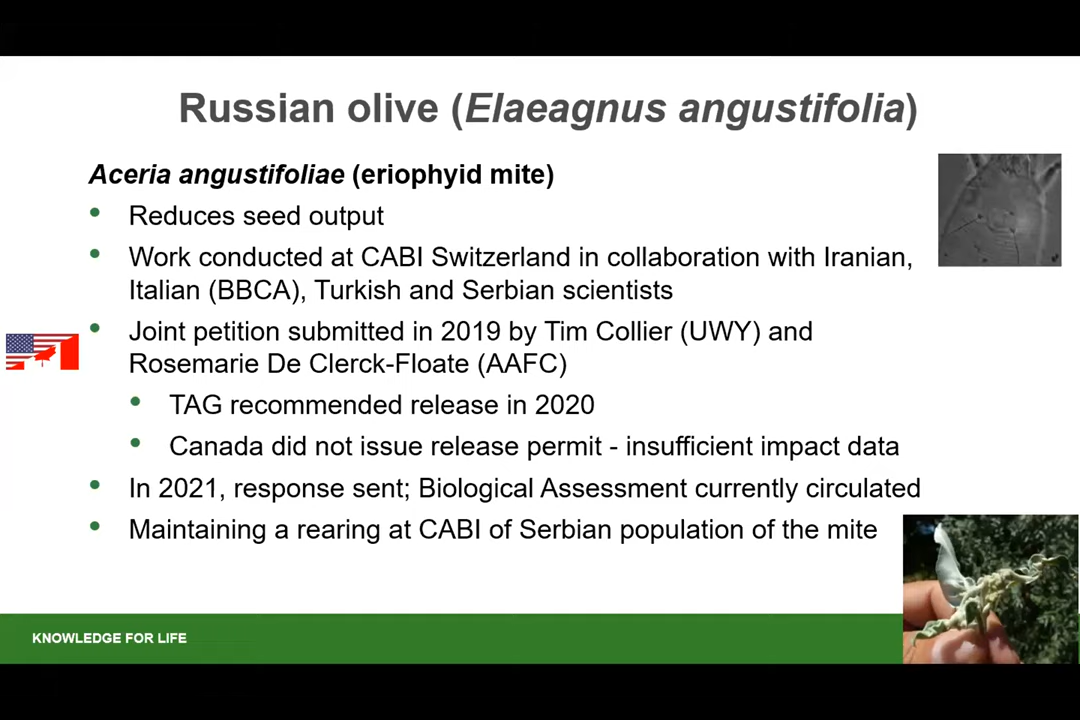 Russian olive (Elaeagnus angustifolia)
Aceria angustifoliae (eriophyid mite)
• Reduces seed output
• Work conducted at CABI Switzerland in collaboration with Iranian,
Italian (BBCA), Turkish and Serbian scientists
• Joint petition submitted in 2019 by Tim Collier (UWY) and
Rosemarie De Clerck-Floate (AAFC)
• TAG recommended release in 2020
• Canada did not issue release permit - insufficient impact data
• In 2021, response sent; Biological Assessment currently circulated
• Maintaining a rearing at CABI of Serbian population of the mite
KNOWLEDGE FOR LIFE